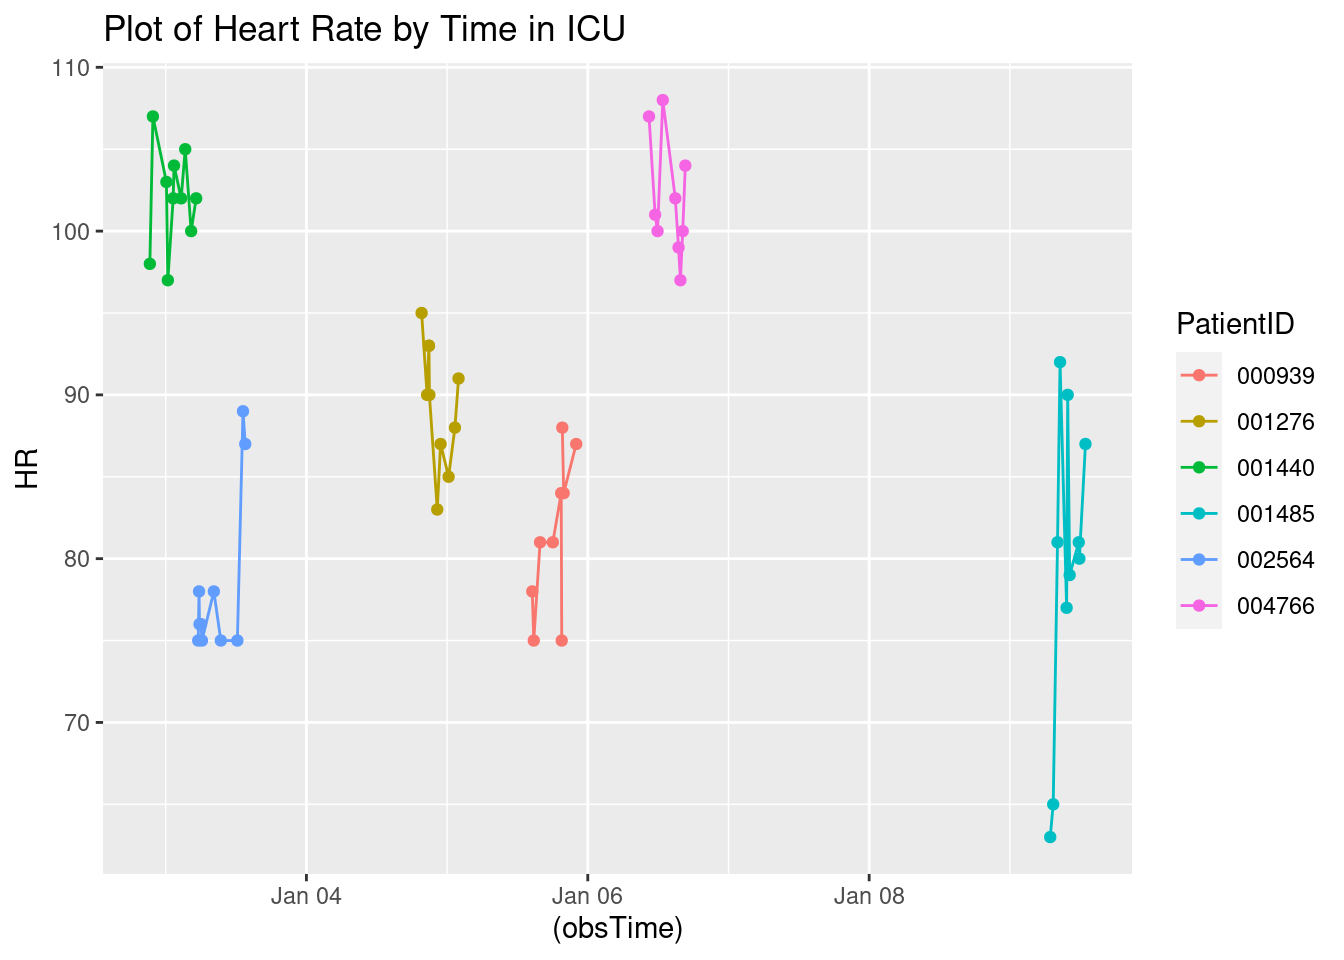 Plot of Heart Rate by Time in ICU
110
100
90
80
70
HR
Jan 04
Jan 06
Jan 08
(obsTime)
PatientID
000939
001276
001440
001485
002564
004766